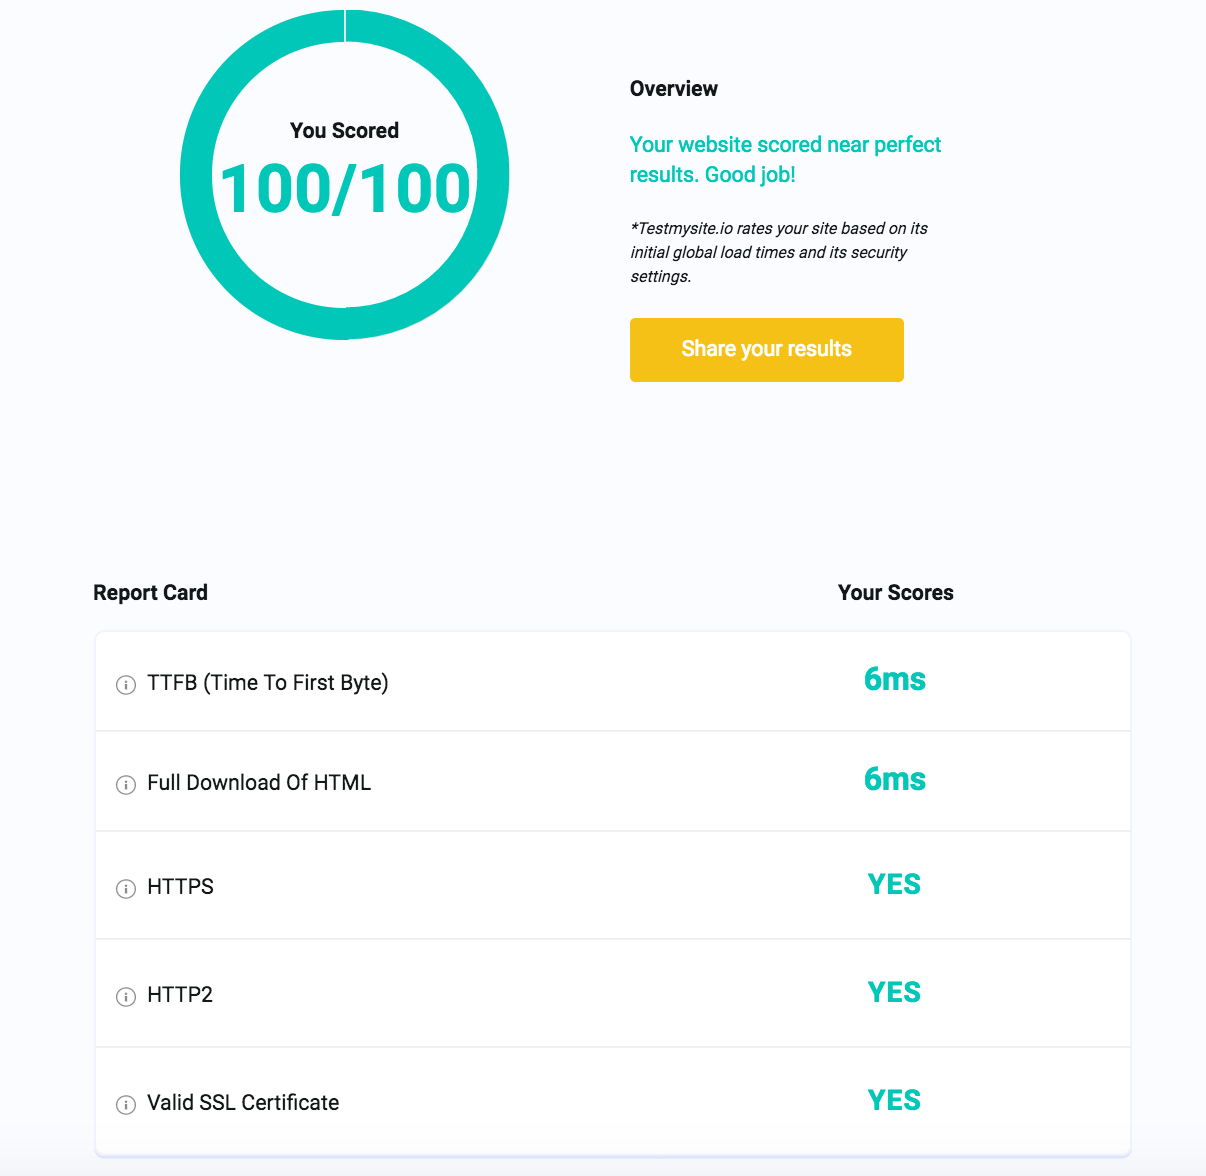 You Scored
100/100
Overview
Your website scored near perfect
results. Good job!
*Testmysite.io rates your site based on its
initial global load times and its security
settings.
Share your results
Report Card
Your Scores
TTFB (Time To First Byte)
6ms
Full Download Of HTML
6ms
HTTPS
YES
HTTP2
YES
Valid SSL Certificate
YES